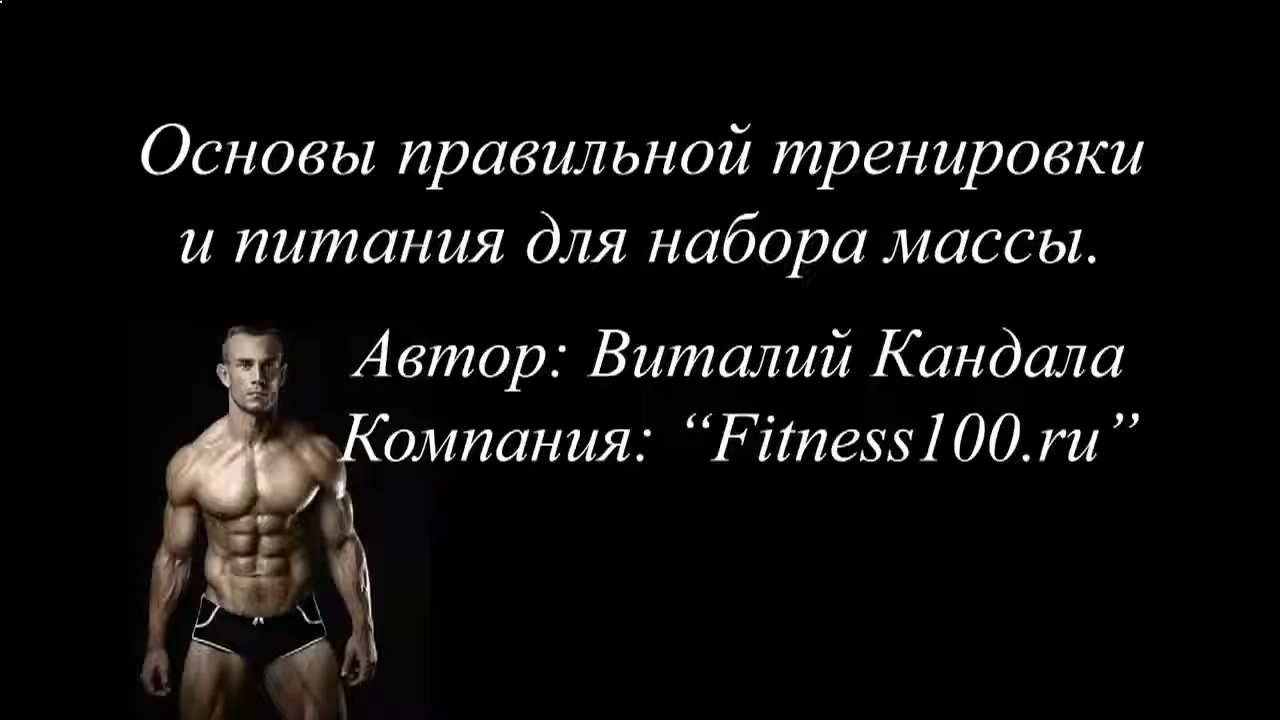 Основы правильной тренировки
и питания для набора массы.
Автор: Виталий Кандала
Компания: “Fitness100.ru”